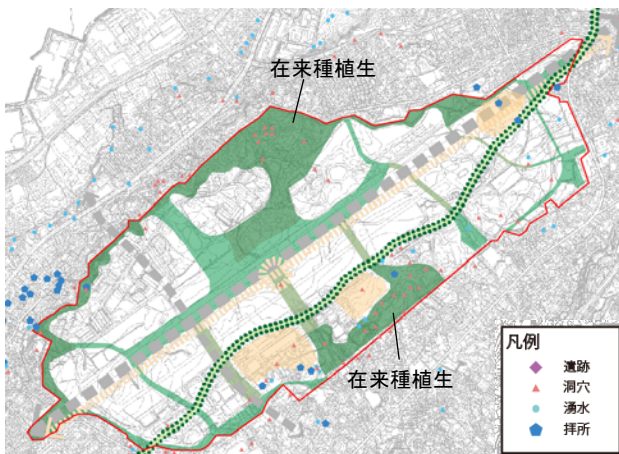 在来種植生
在来種植生
凡例
遺跡
洞穴
湧水
拝所